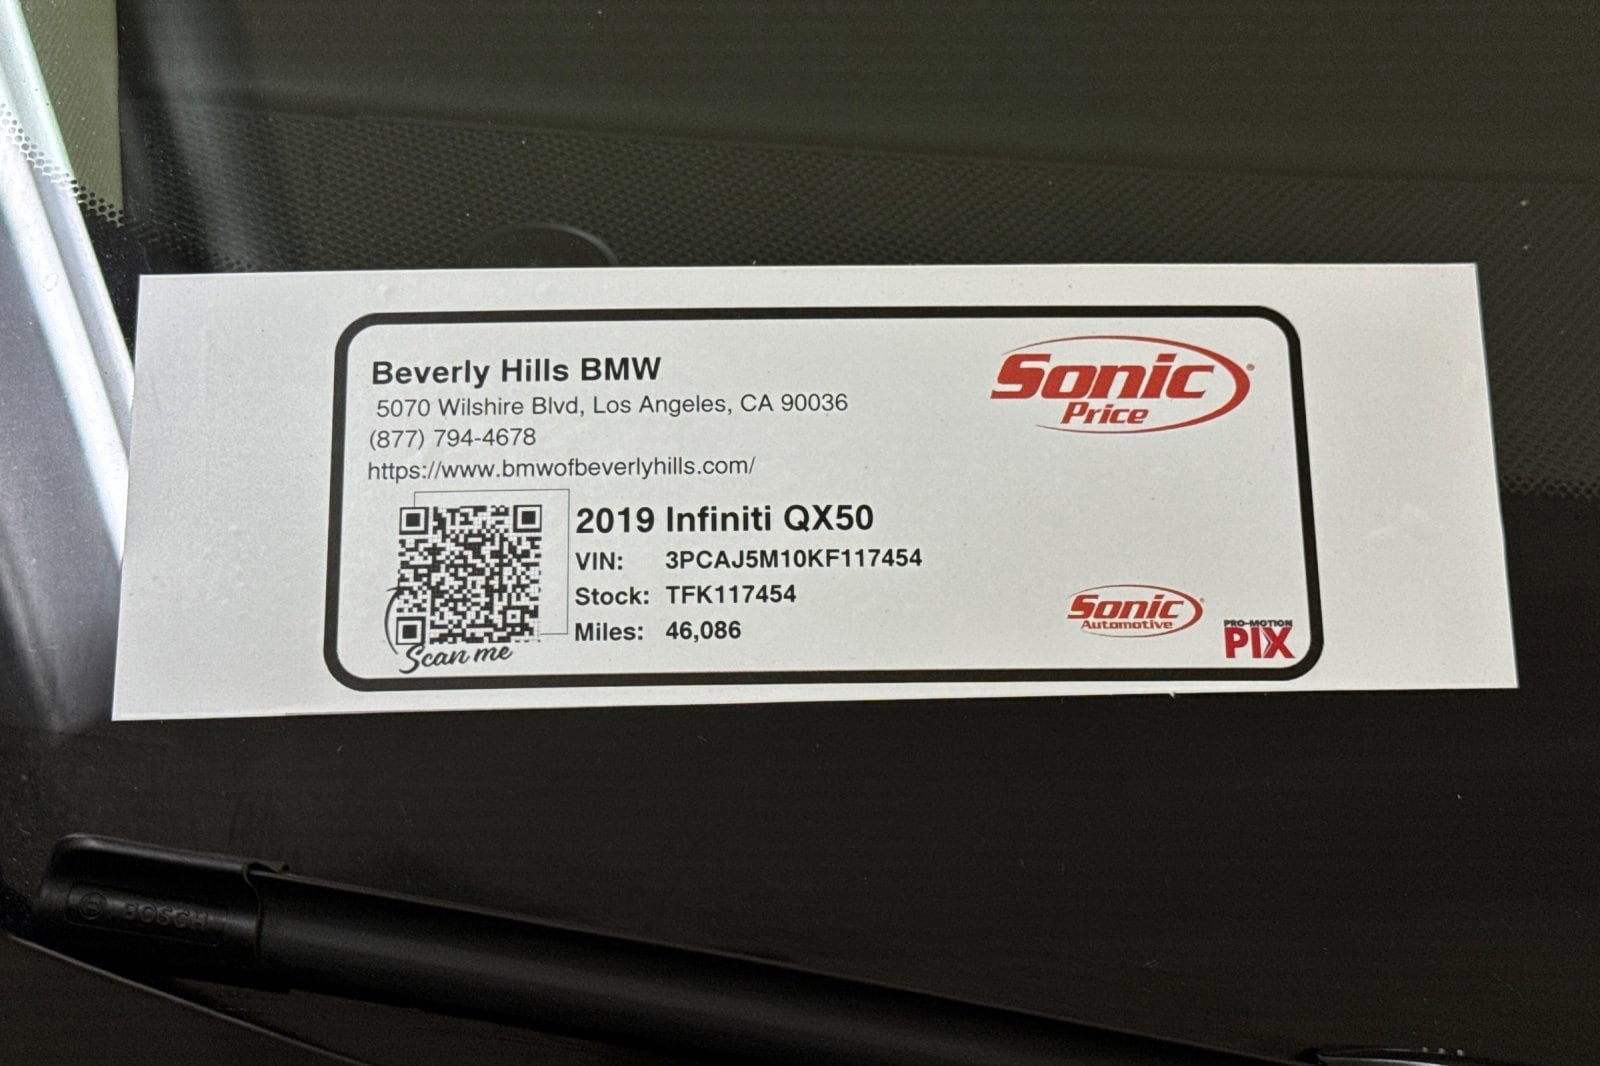 Beverly Hills BMW
5070 Wilshire Blvd, Los Angeles, CA 90036
(877) 794-4678
https://www.bmwofbeverlyhills.com/
Sonic
Price
2019 Infiniti QX50
VIN: 3PCAJ5M10KF117454
Stock: TFK117454
Miles: 46,086
Scan me
Sonic
Automotive
PRO-MOTION
PIX
BOSCH